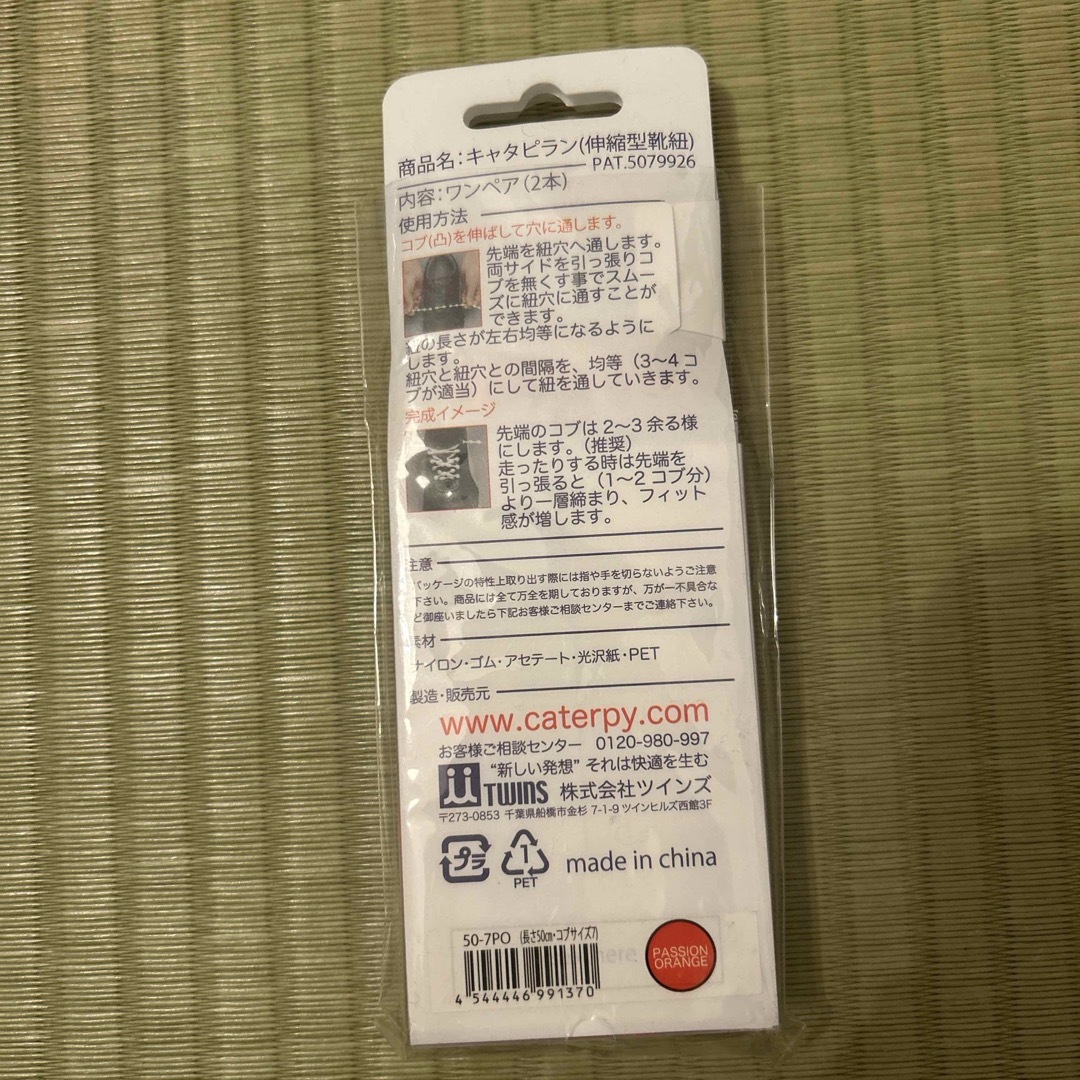 商品名：キャタピラン(伸縮型靴紐)
PAT.5079926
内容：ワンペア（2本）
使用方法
コブ(凸)を伸ばして穴に通します。
先端を紐穴へ通します。
両サイドを引っ張りコ
ブを無くす事でスムー
ズに紐穴に通すことが
できます。
紐の長さが左右均等になるように
します。
紐穴と紐穴との間隔を、均等（3〜4コ
ブが適当）にして紐を通していきます。
完成イメージ
先端のコブは2〜3余る様
にします。（推奨）
走ったりする時は先端を
引っ張ると（1〜2コブ分）
より一層締まり、フィット
感が増します。
注意
パッケージの特性上取り出す際には指や手を切らないようご注意
下さい。商品には全て万全を期しておりますが、万が一不具合な
ど御座いましたら下記お客様ご相談センターまでご連絡下さい。
素材
ナイロン・ゴム・アセテート・光沢紙・PET
製造・販売元
www.caterpy.com
お客様ご相談センター 0120-980-997
“新しい発想” それは快適を生む
TWINS 株式会社ツインズ
〒273-0853 千葉県船橋市金杉 7-1-9 ツインヒルズ西館3F
プラ
1
PET
made in china
50-7PO (長さ50cm・コブサイズ7)
here
PASSION
ORANGE
4 544446 991370